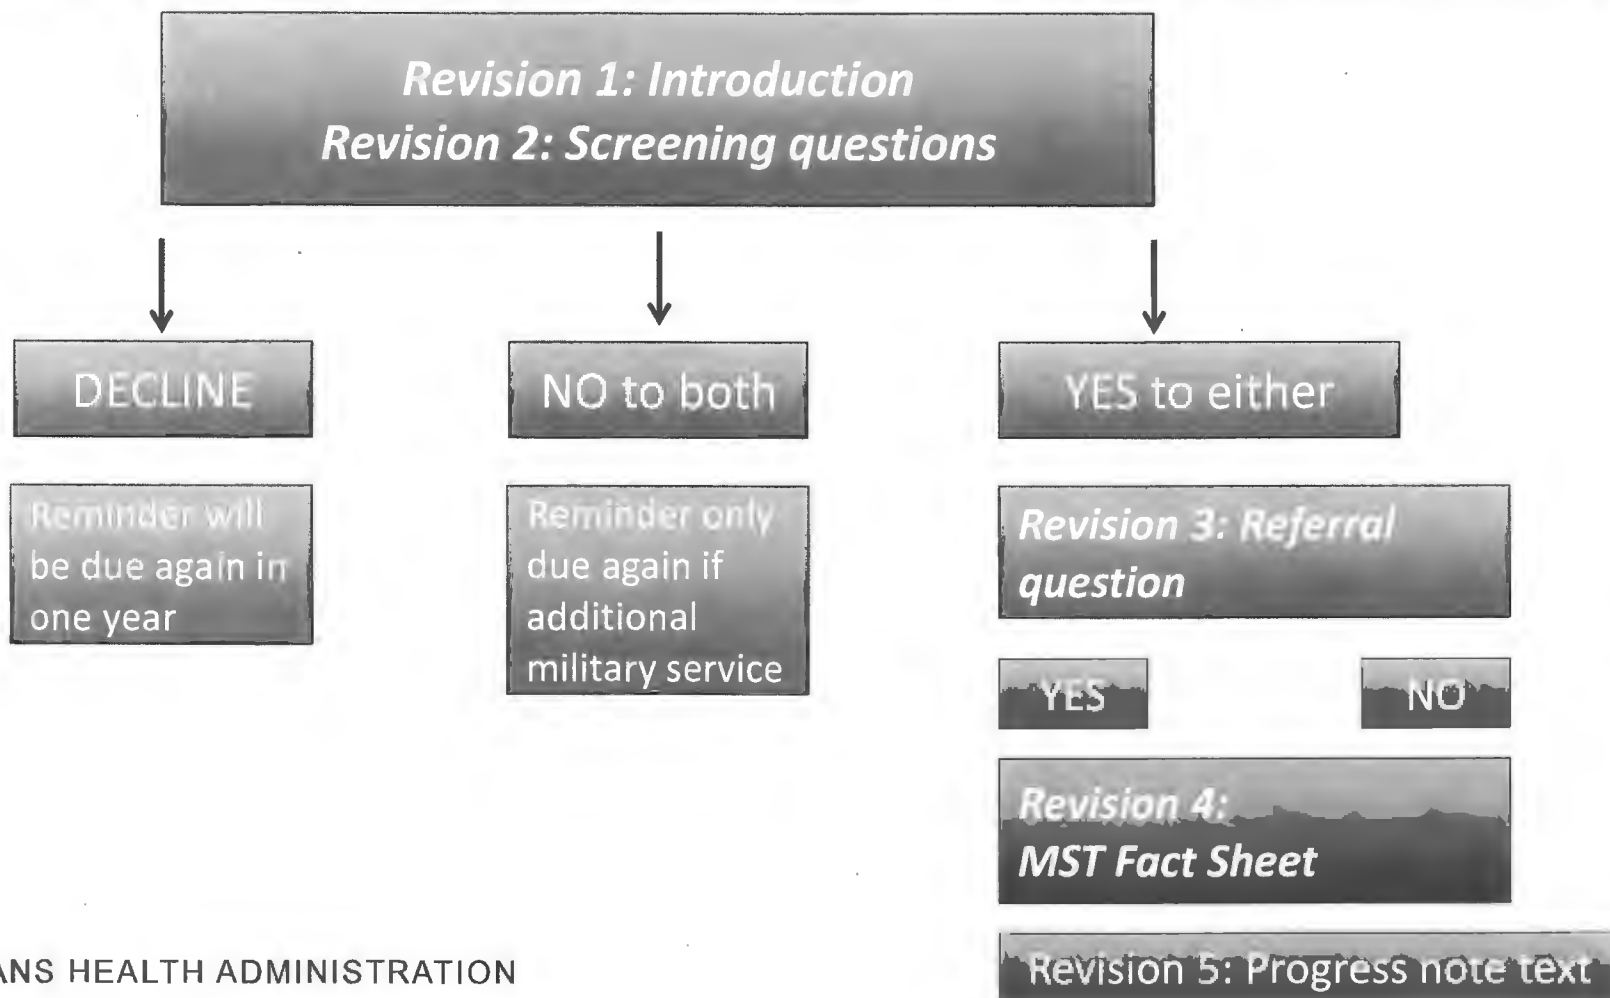 Revision 1: Introduction
Revision 2: Screening questions
DECLINE
NO to both
YES to either
Reminder will
be due again in
one year
Reminder only
due again if
additional
military service
Revision 3: Referral
question
YES
NO
Revision 4:
MST Fact Sheet
Revision 5: Progress note text
ANS HEALTH ADMINISTRATION